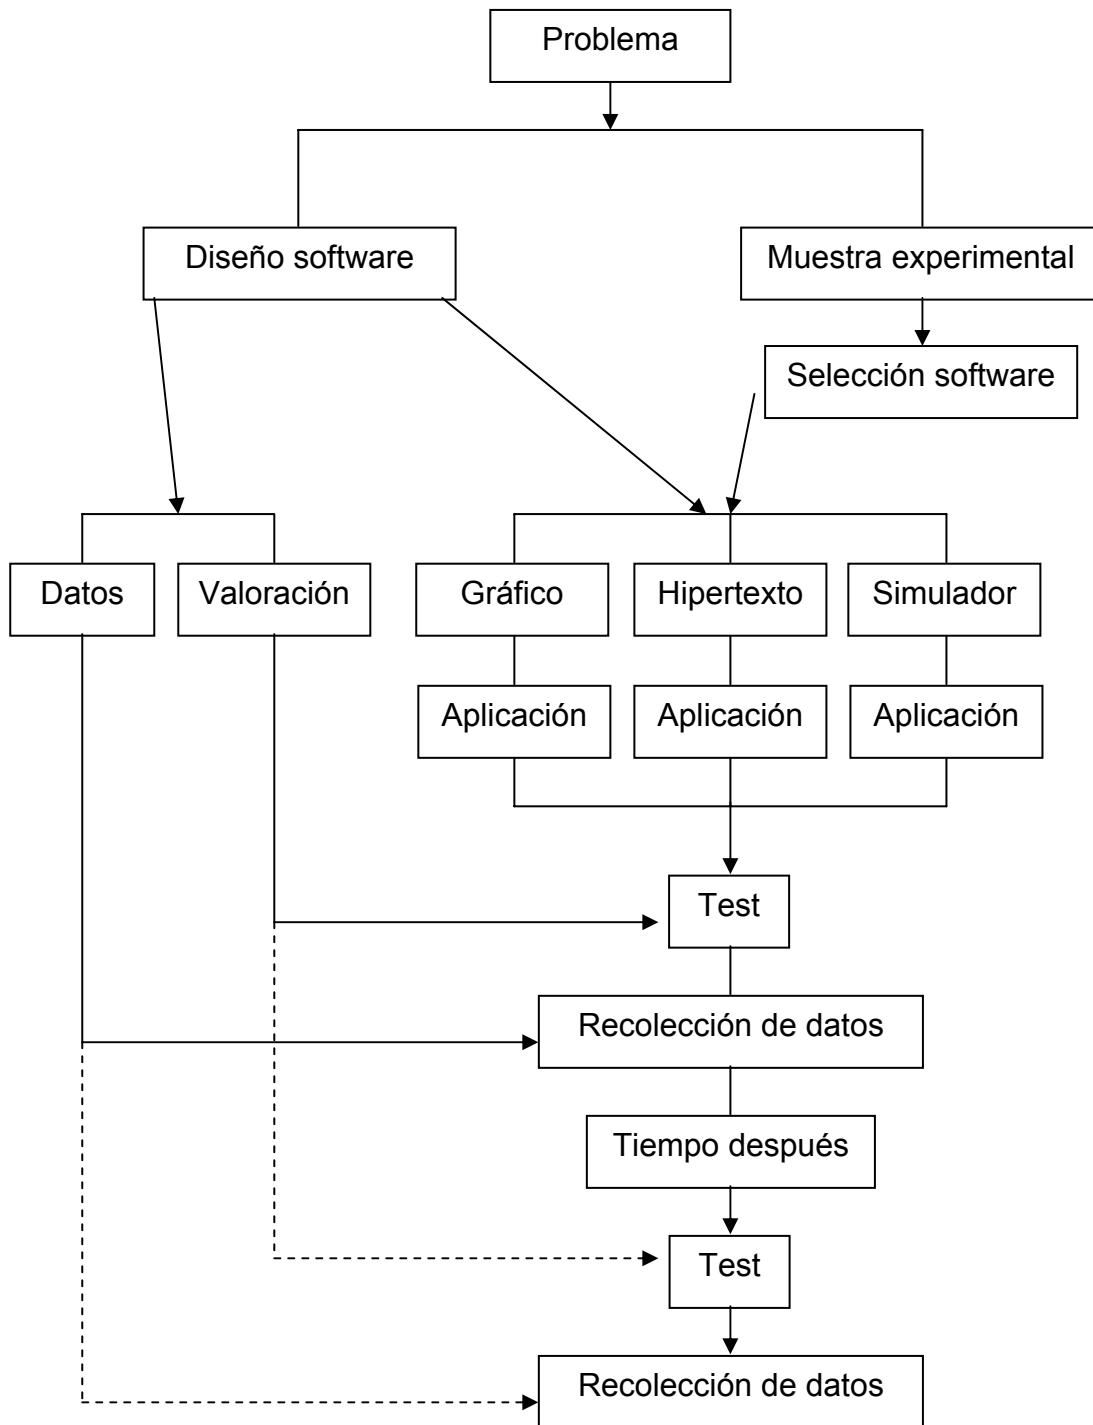 Problema
Diseño software
Muestra experimental
Selección software
Datos
Valoración
Gráfico
Hipertexto
Simulador
Aplicación
Aplicación
Aplicación
Test
Recolección de datos
Tiempo después
Test
Recolección de datos